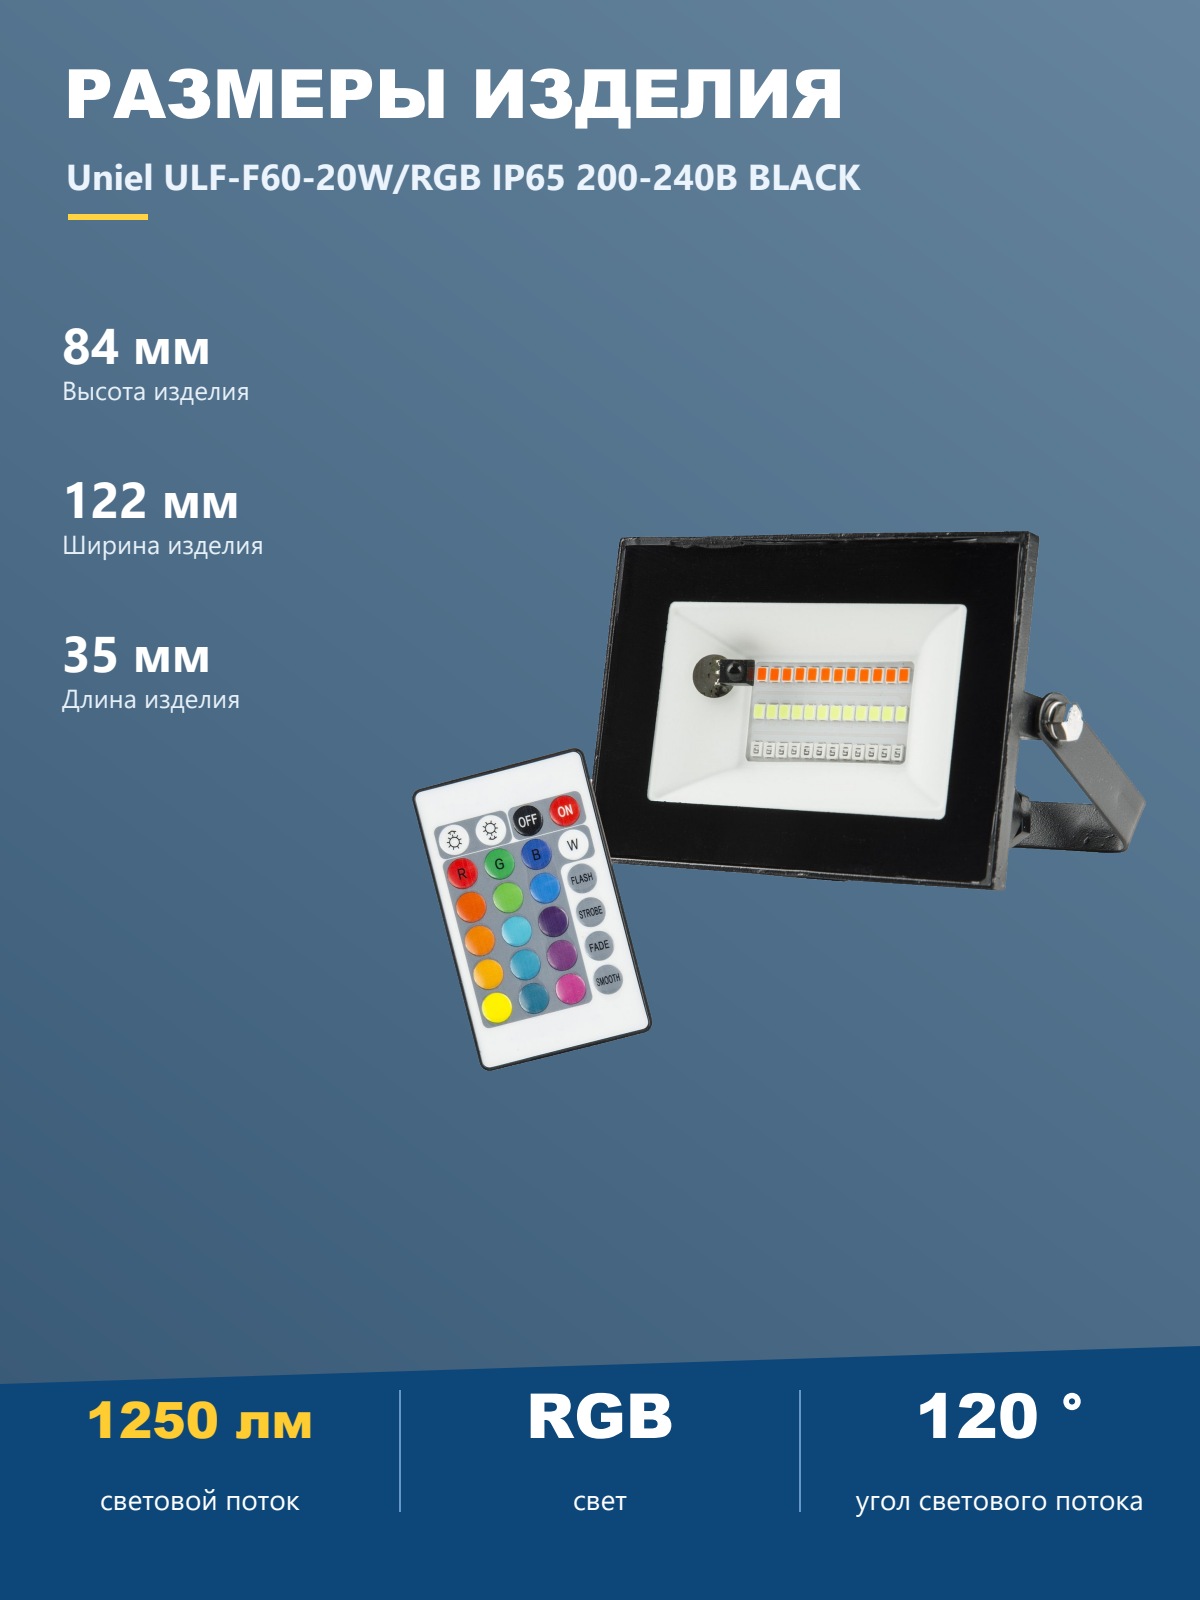 РАЗМЕРЫ ИЗДЕЛИЯ
Uniel ULF-F60-20W/RGB IP65 200-240В BLACK
84 мм
Высота изделия
122 мм
Ширина изделия
35 мм
Длина изделия
OFF ON
R G B W
FLASH
STROBE
FADE
SMOOTH
1250 лм
световой поток
RGB
свет
120 °
угол светового потока